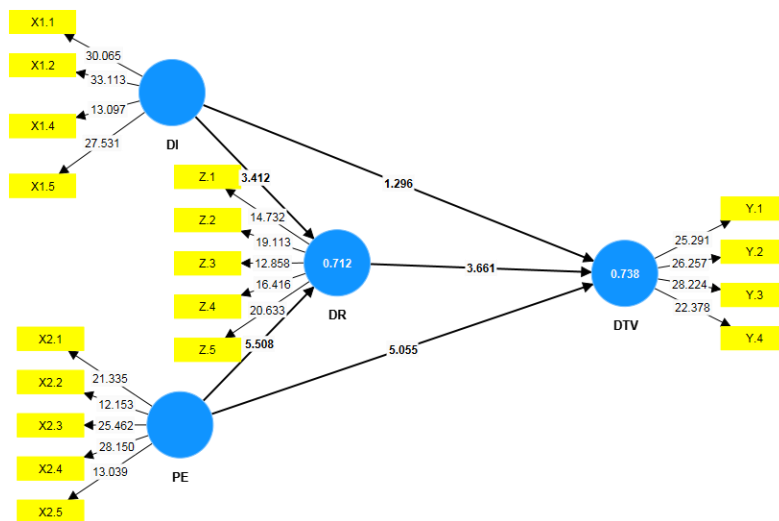 X1.1
30.065
X1.2
33.113
X1.4
13.097
27.531
X1.5
DI
Z.1
3.412
1.296
14.732
Z.2
19.113
Z.3
12.858
0.712
Z.4
16.416
DR
20.633
Z.5
5.508
3.661
5.055
Y.1
25.291
Y.2
26.257
0.738
28.224
Y.3
22.378
DTV
Y.4
X2.1
21.335
X2.2
12.153
X2.3
25.462
X2.4
28.150
13.039
X2.5
PE